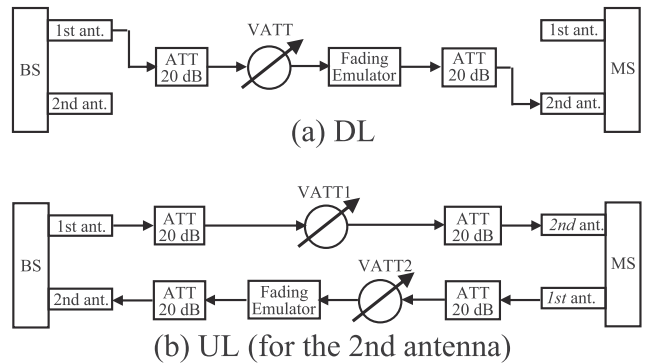 1st ant.
VATT
1st ant.
BS
ATT
20 dB
Fading
Emulator
ATT
20 dB
MS
2nd ant.
2nd ant.
(a) DL
VATT1
1st ant.
ATT
20 dB
ATT
20 dB
2nd ant.
BS
MS
VATT2
2nd ant.
ATT
20 dB
Fading
Emulator
ATT
20 dB
1st ant.
(b) UL (for the 2nd antenna)